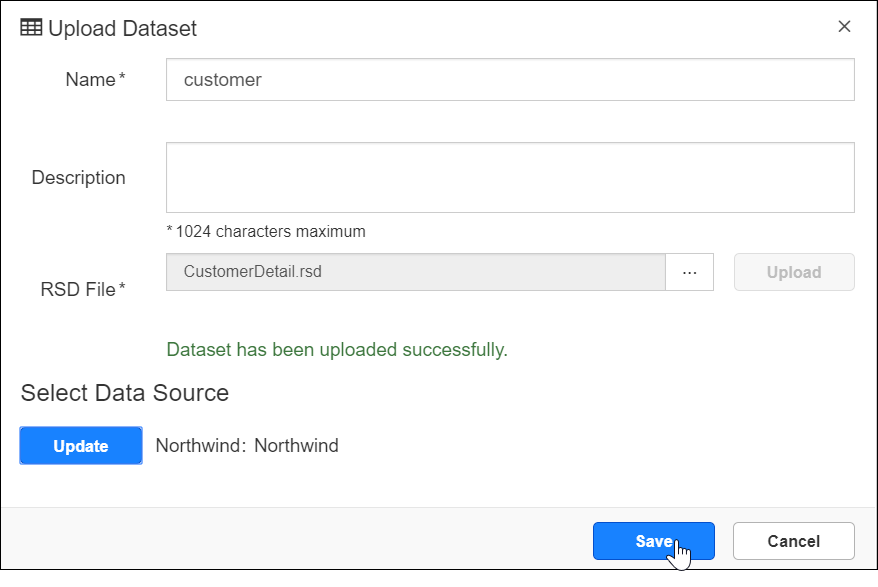 Upload Dataset
Name*
customer
Description
* 1024 characters maximum
RSD File*
CustomerDetail.rsd
...
Upload
Dataset has been uploaded successfully.
Select Data Source
Update
Northwind: Northwind
Save
Cancel